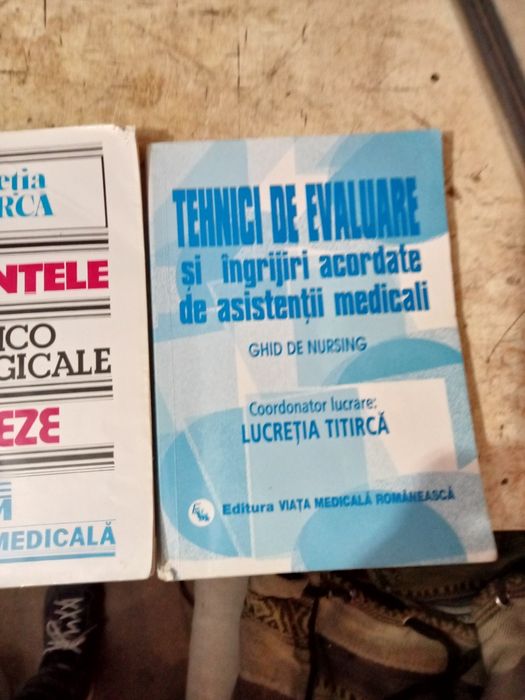 etia
RCA
NTELE
ICO
GICALE
EZE
E
M
MEDICALĂ
TEHNICI DE EVALUARE
și îngrijiri acordate
de asistenții medicali
GHID DE NURSING
Coordonator lucrare:
LUCREȚIA TITIRCĂ
Editura VIAȚA MEDICALĂ ROMÂNEASCĂ